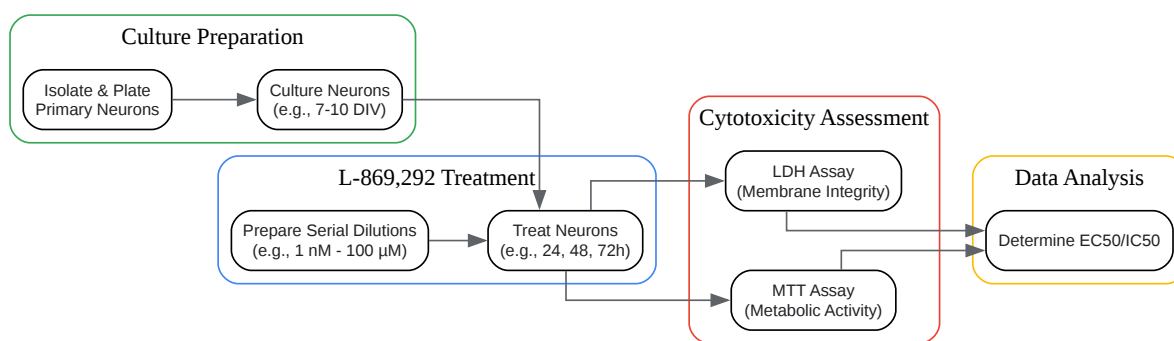 Culture Preparation
Isolate & Plate
Primary Neurons
Culture Neurons
(e.g., 7-10 DIV)
L-869,292 Treatment
Prepare Serial Dilutions
(e.g., 1 nM - 100 µM)
Treat Neurons
(e.g., 24, 48, 72h)
Cytotoxicity Assessment
LDH Assay
(Membrane Integrity)
MTT Assay
(Metabolic Activity)
Data Analysis
Determine EC50/IC50